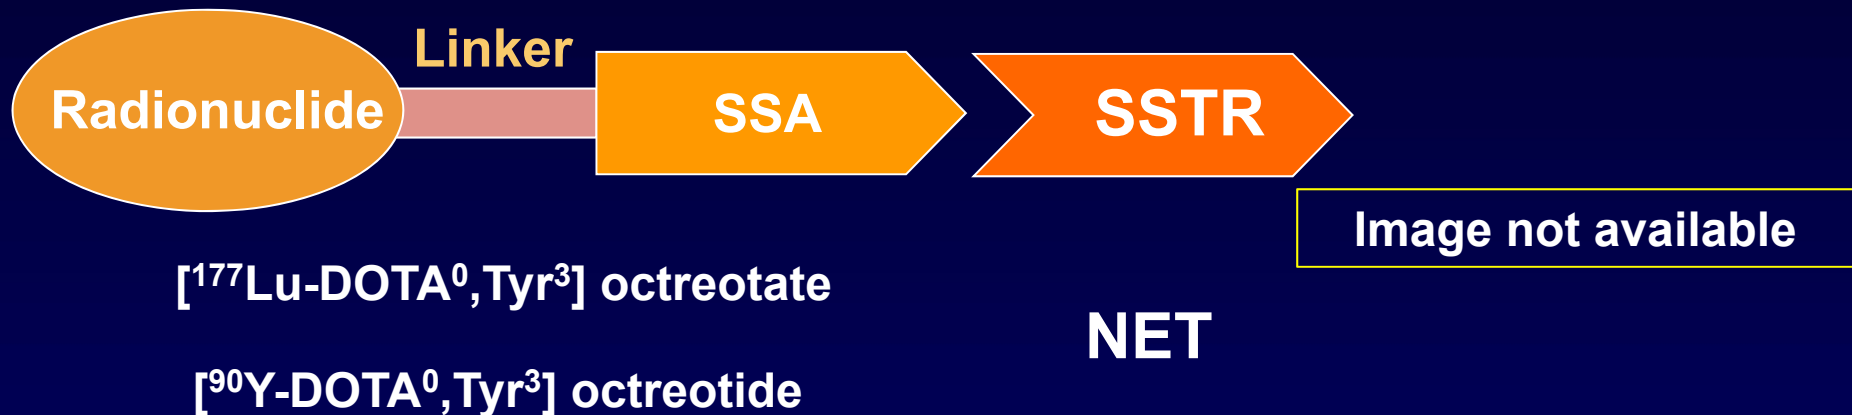 Linker
Radionuclide
SSA
SSTR
Image not available
[¹⁷⁷Lu-DOTA⁰,Tyr³] octreotate
NET
[⁹⁰Y-DOTA⁰,Tyr³] octreotide